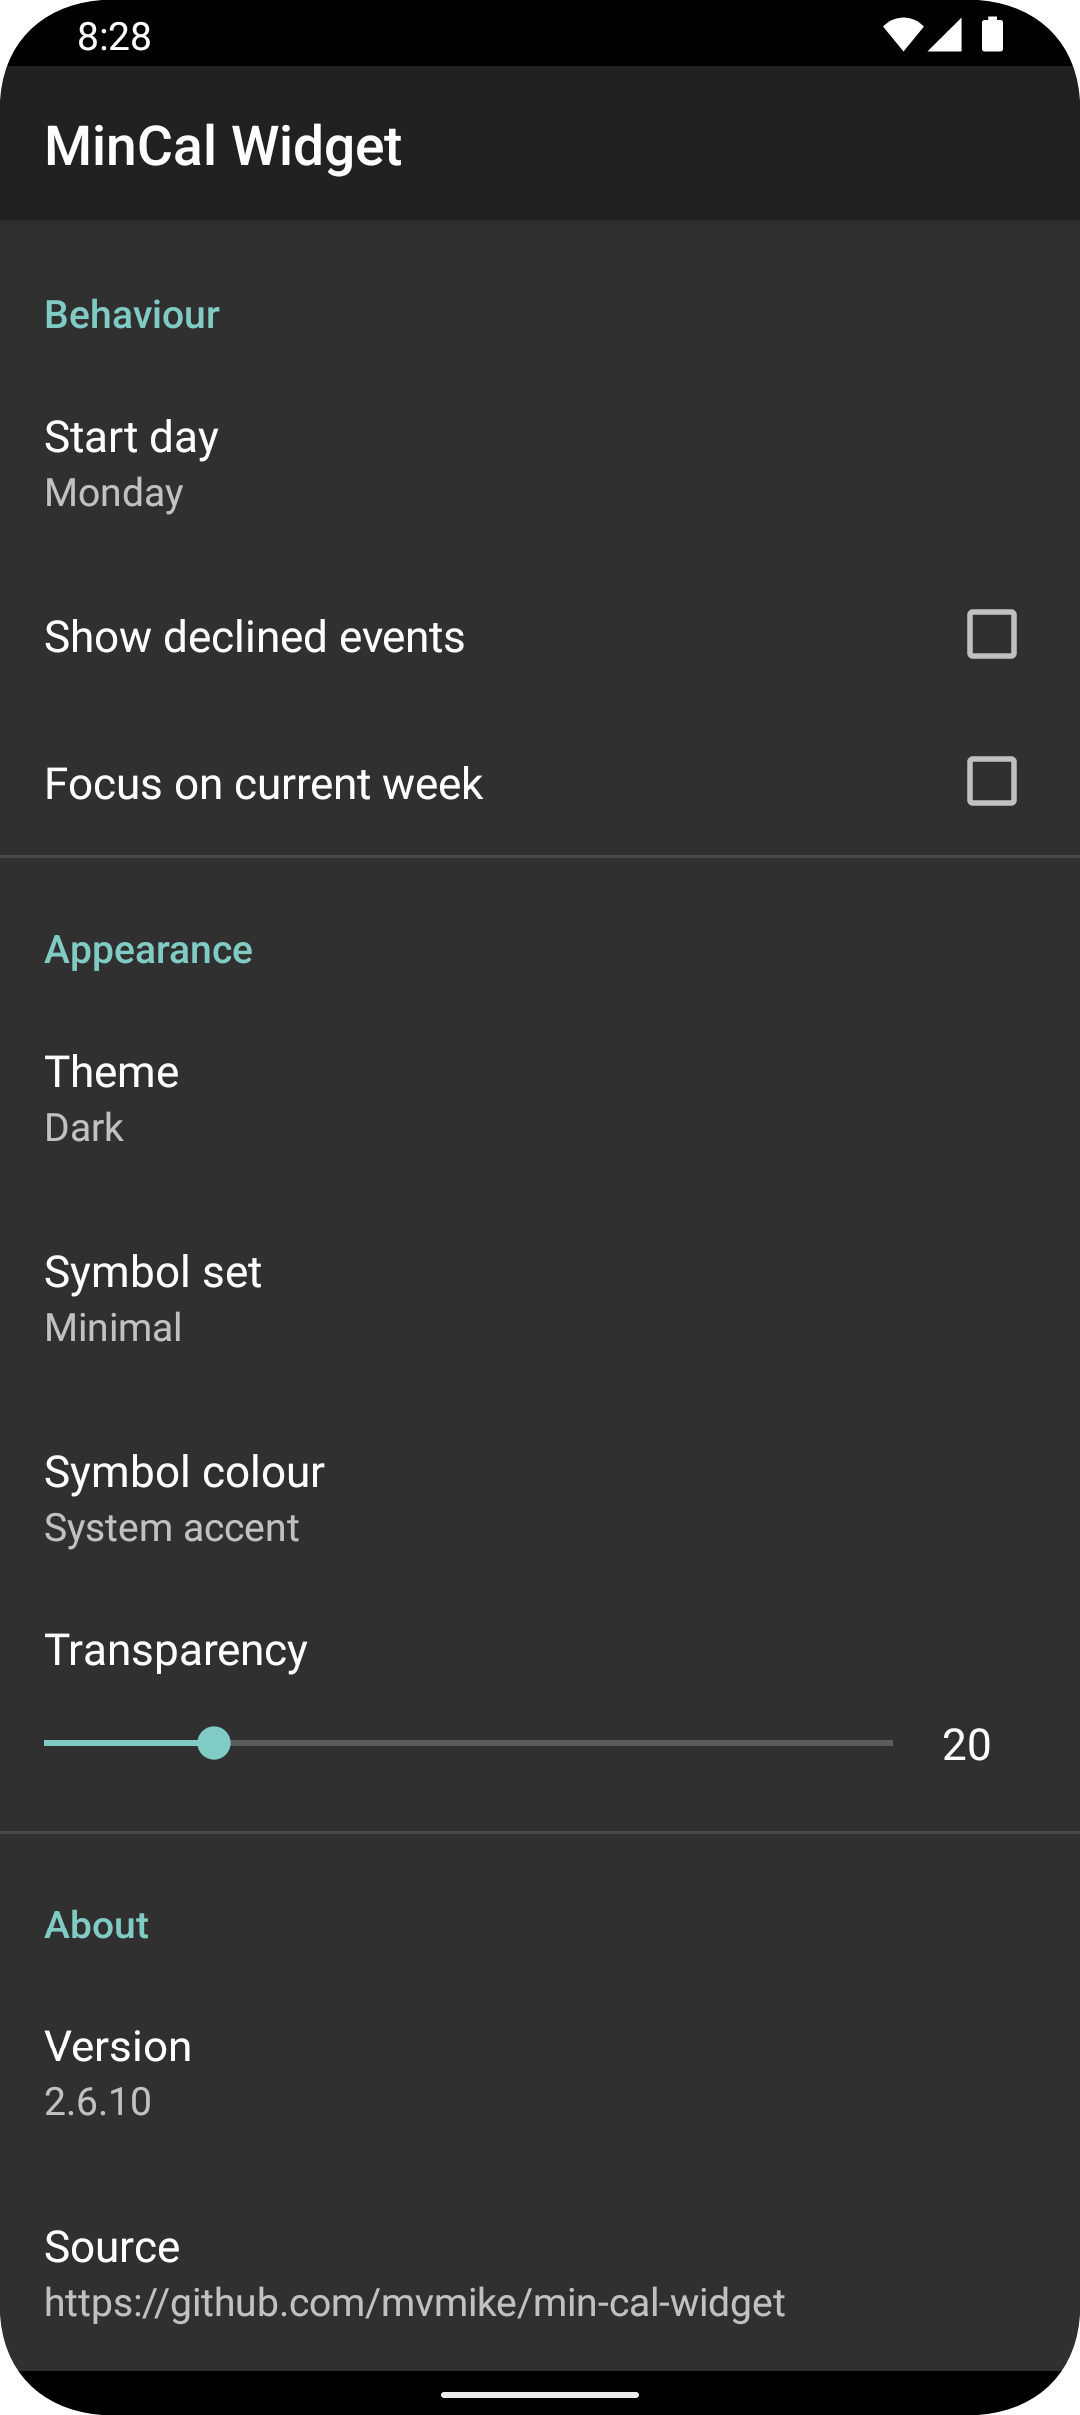 8:28
MinCal Widget
Behaviour
Start day
Monday
Show declined events
Focus on current week
Appearance
Theme
Dark
Symbol set
Minimal
Symbol colour
System accent
Transparency
20
About
Version
2.6.10
Source
https://github.com/mvmike/min-cal-widget